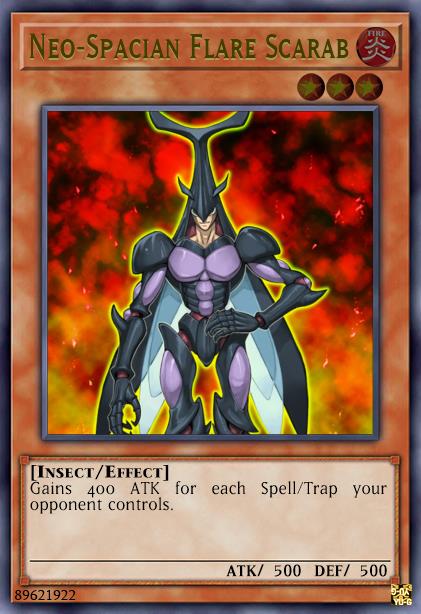 Neo-Spacian Flare Scarab
FIRE
炎
[Insect/Effect]
Gains 400 ATK for each Spell/Trap your
opponent controls.
ATK/ 500 DEF/ 500
89621922